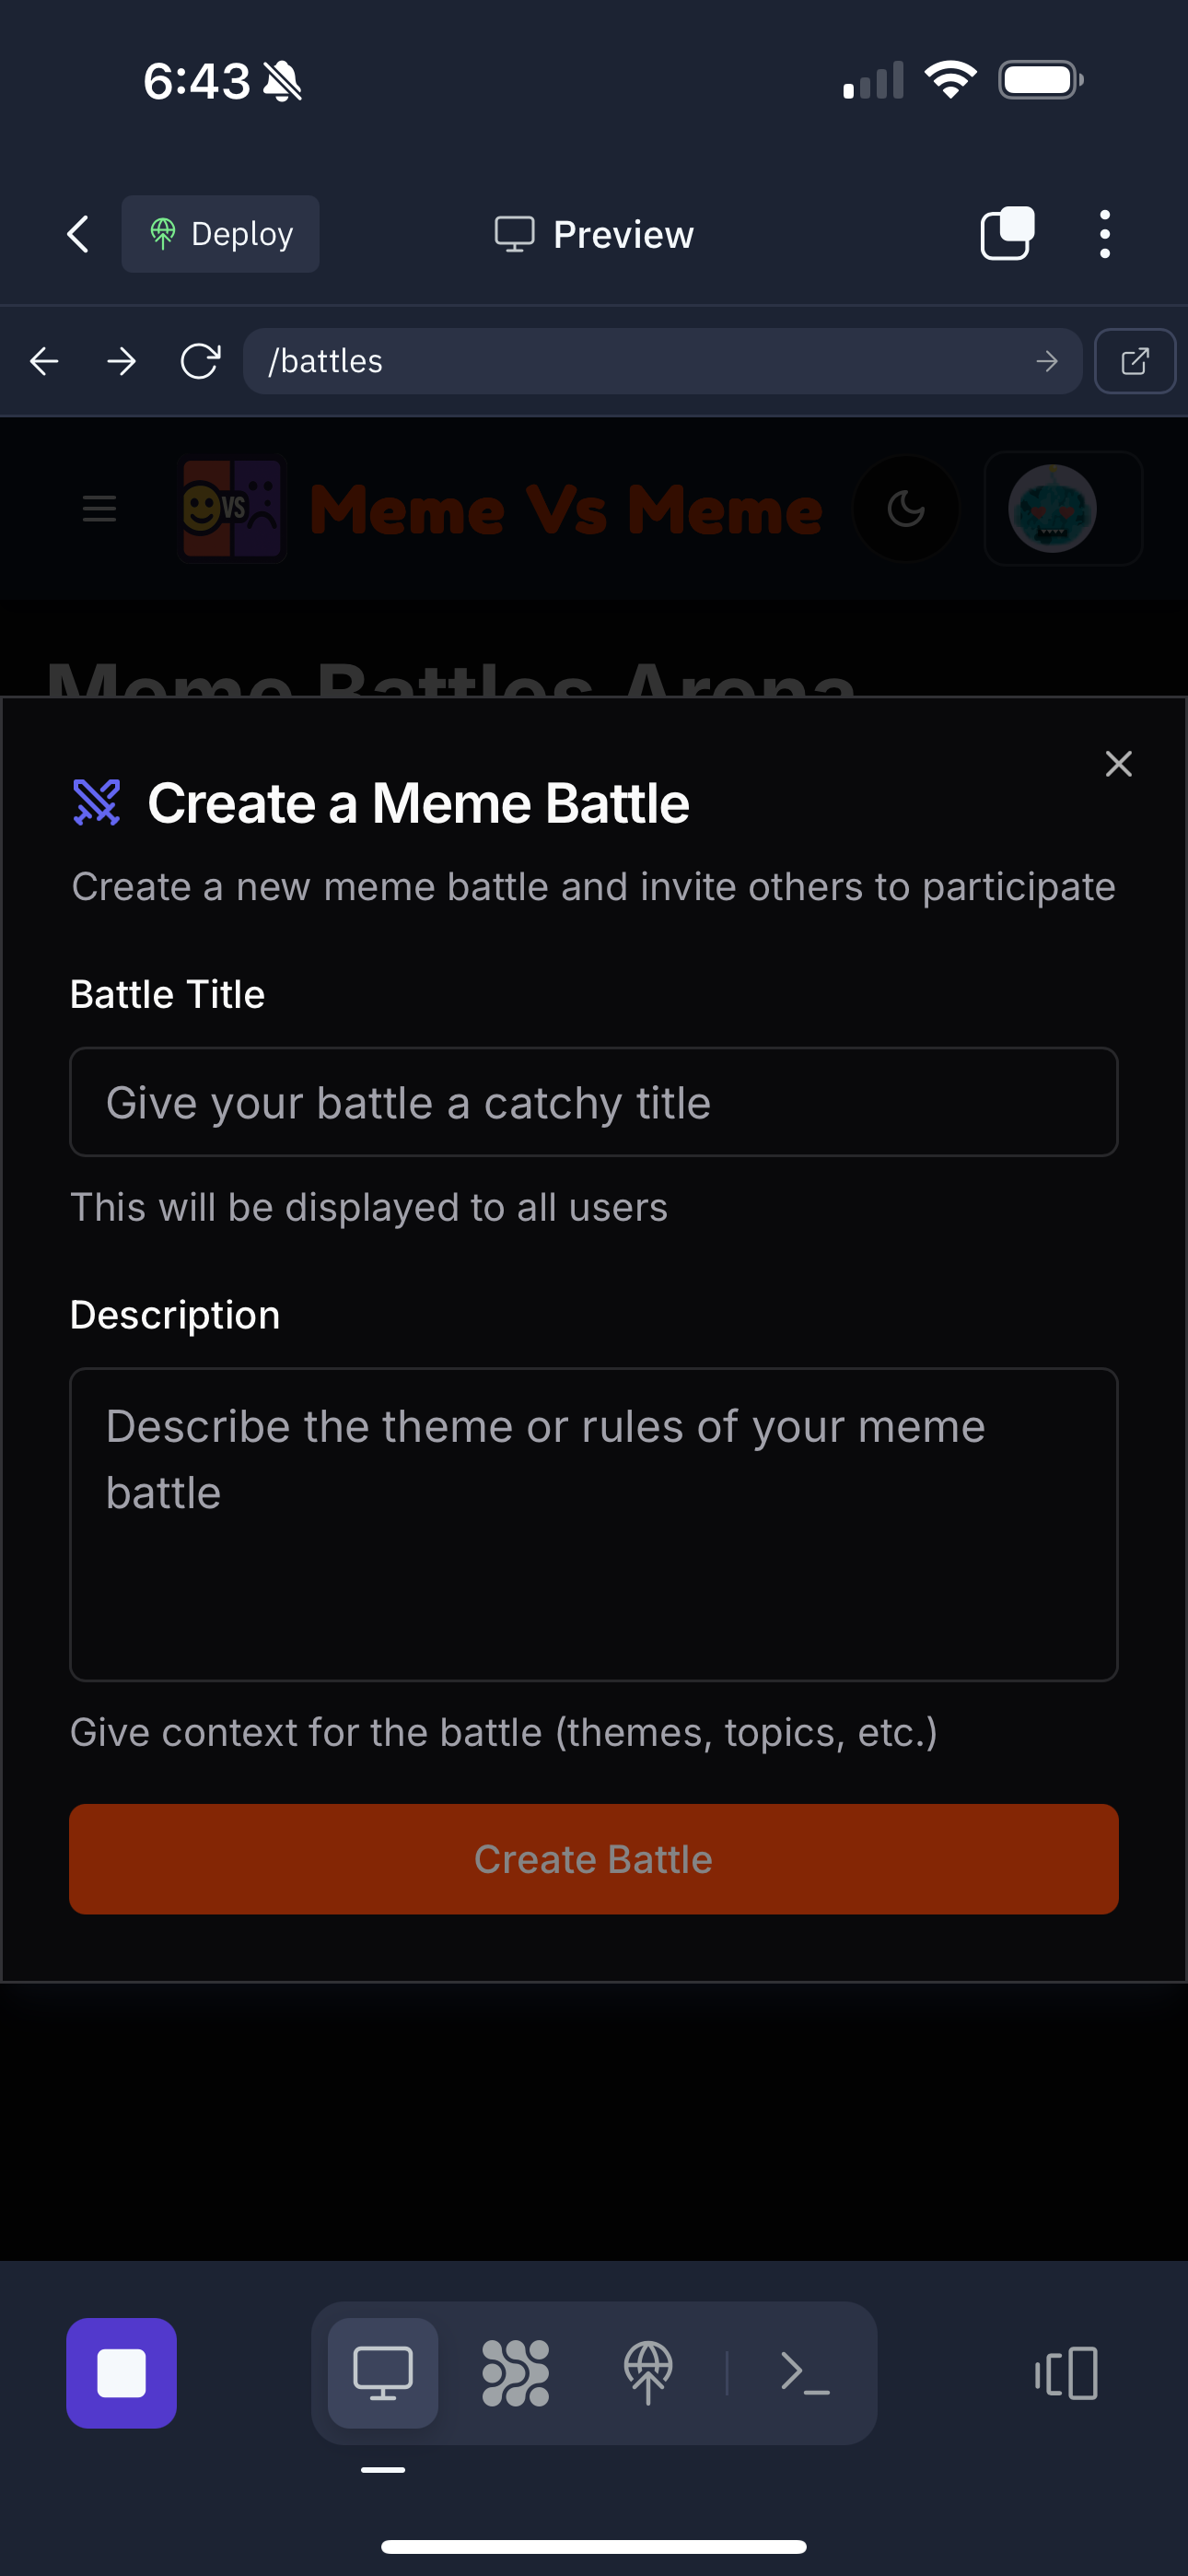 6:43
Deploy
Preview
/battles
VS
Meme Vs Meme
Meme Battles Arena
Create a Meme Battle
Create a new meme battle and invite others to participate
Battle Title
Give your battle a catchy title
This will be displayed to all users
Description
Describe the theme or rules of your meme
battle
Give context for the battle (themes, topics, etc.)
Create Battle